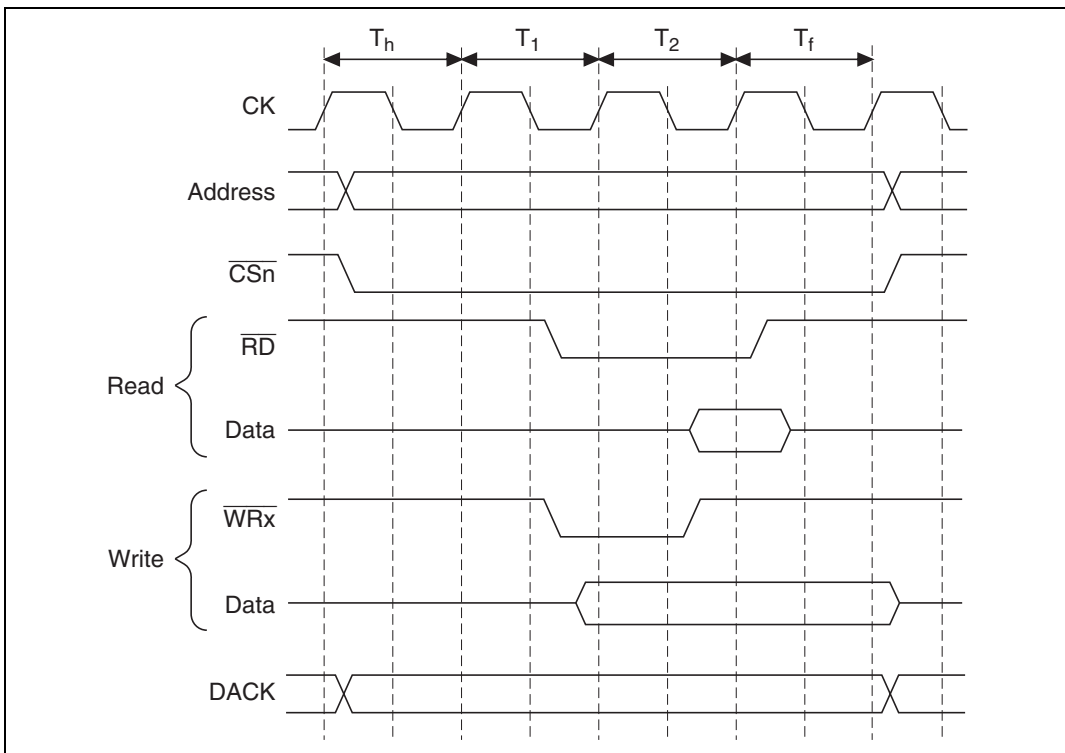 Th T1 T2 Tf
CK
Address
CSn
RD
Read
Data
WRx
Write
Data
DACK